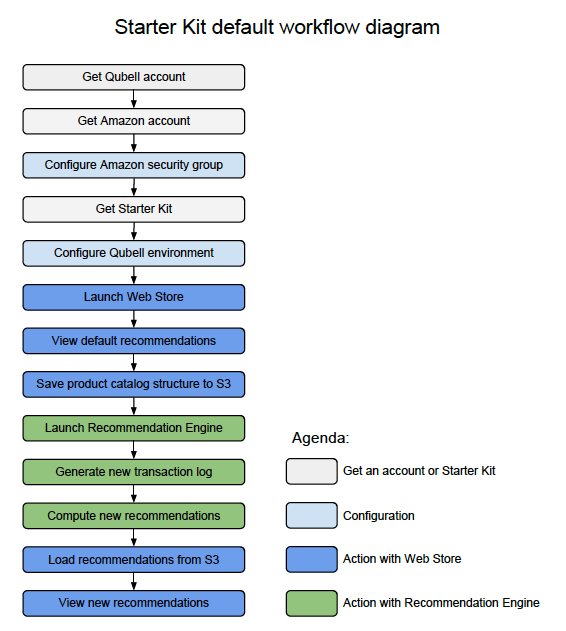 Starter Kit default workflow diagram
Get Qubell account
Get Amazon account
Configure Amazon security group
Get Starter Kit
Configure Qubell environment
Launch Web Store
View default recommendations
Save product catalog structure to S3
Launch Recommendation Engine
Generate new transaction log
Compute new recommendations
Load recommendations from S3
View new recommendations
Agenda:
Get an account or Starter Kit
Configuration
Action with Web Store
Action with Recommendation Engine